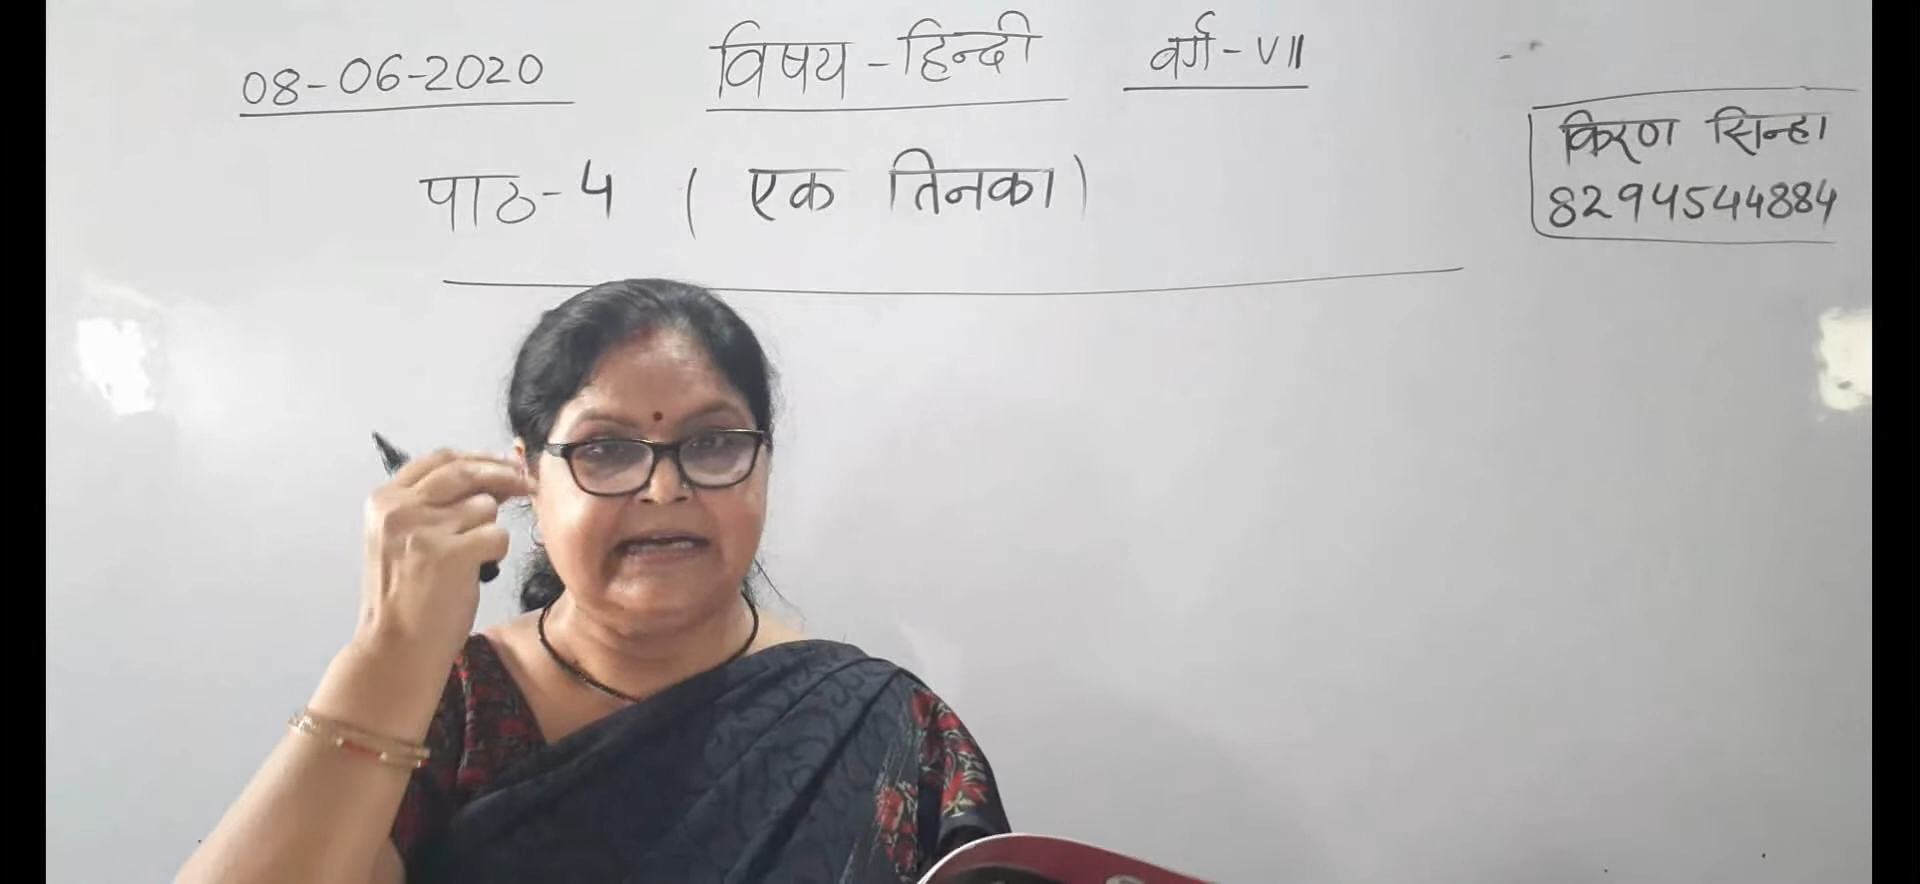 08-06-2020 विषय-हिन्दी वर्ग-VII
पाठ-4 ( एक तिनका)
किरण सिन्हा
8294544884